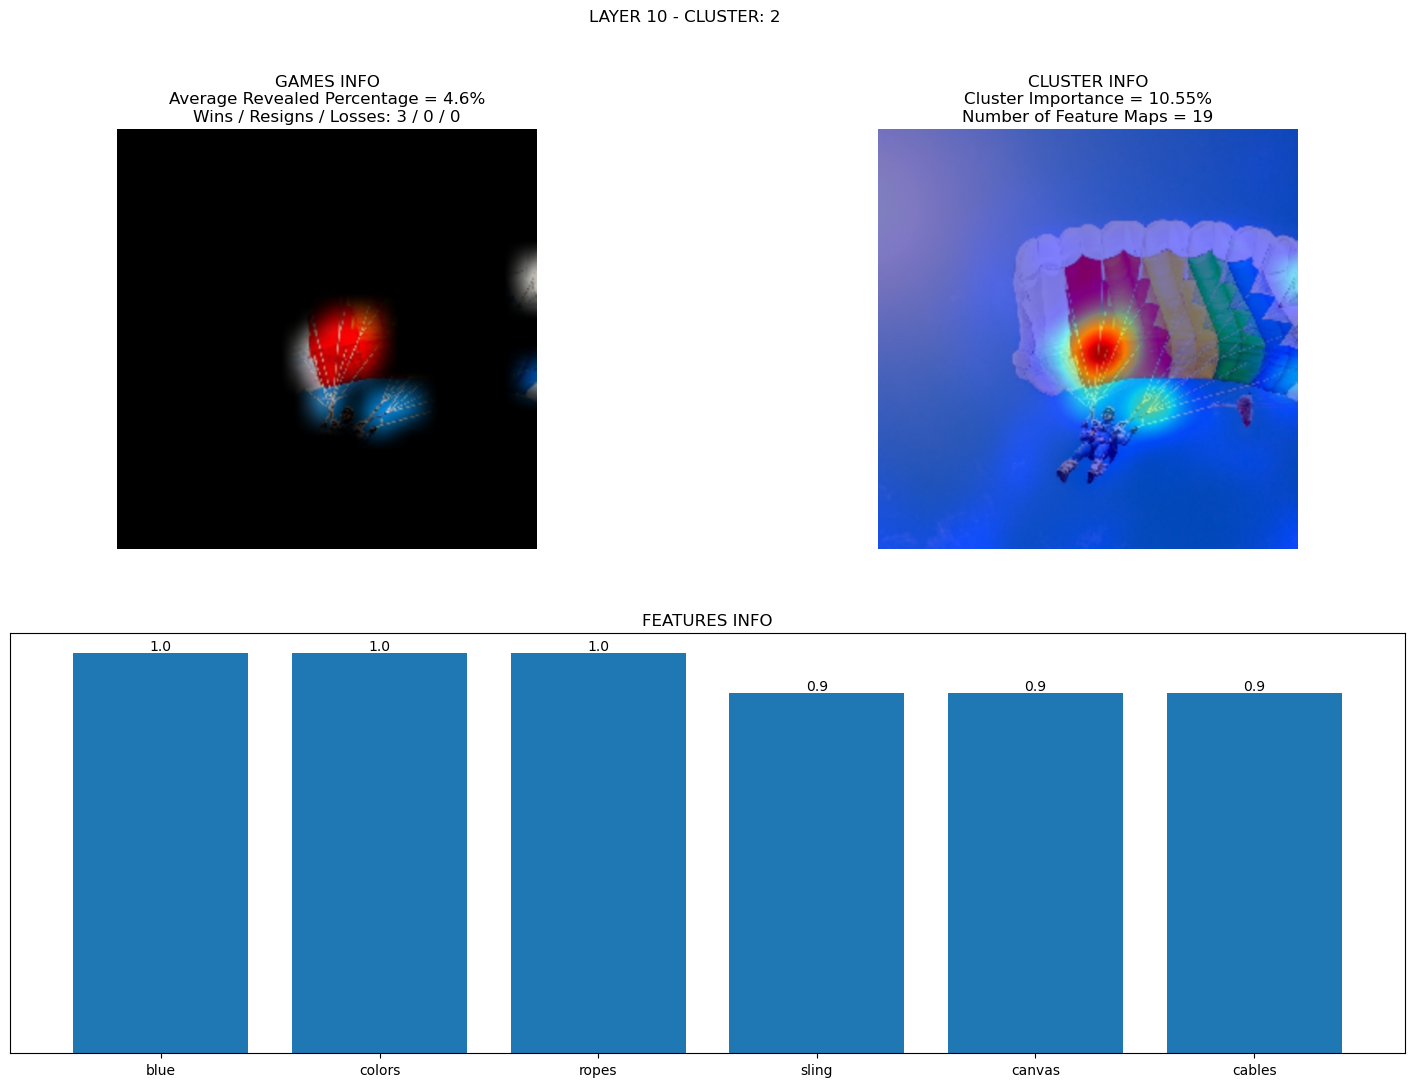 LAYER 10 - CLUSTER: 2
GAMES INFO
Average Revealed Percentage = 4.6%
Wins / Resigns / Losses: 3 / 0 / 0
CLUSTER INFO
Cluster Importance = 10.55%
Number of Feature Maps = 19
FEATURES INFO
1.0 1.0 1.0 0.9 0.9 0.9
blue colors ropes sling canvas cables